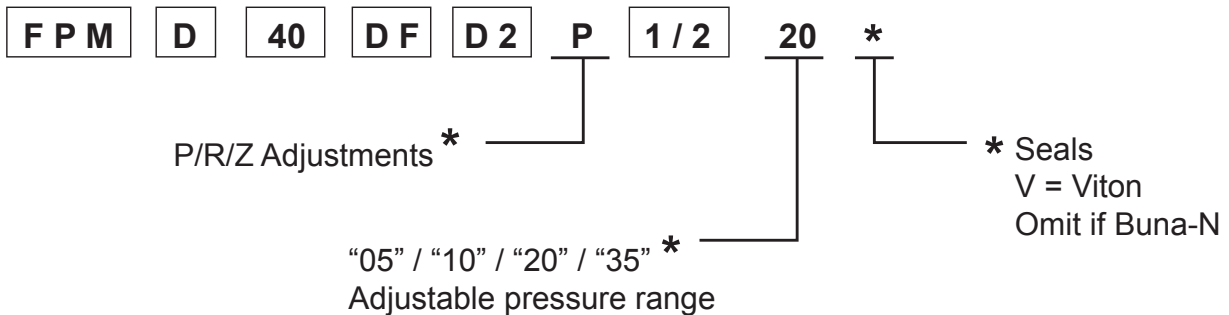 FPM D 40 DF D2 P 1/2 20 *
P/R/Z Adjustments *
* Seals
V = Viton
Omit if Buna-N
“05” / “10” / “20” / “35” *
Adjustable pressure range